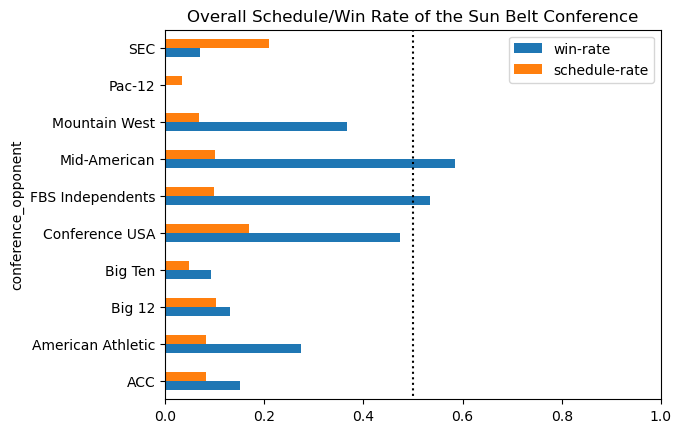 Overall Schedule/Win Rate of the Sun Belt Conference
win-rate
schedule-rate
conference_opponent
SEC
Pac-12
Mountain West
Mid-American
FBS Independents
Conference USA
Big Ten
Big 12
American Athletic
ACC
0.0 0.2 0.4 0.6 0.8 1.0